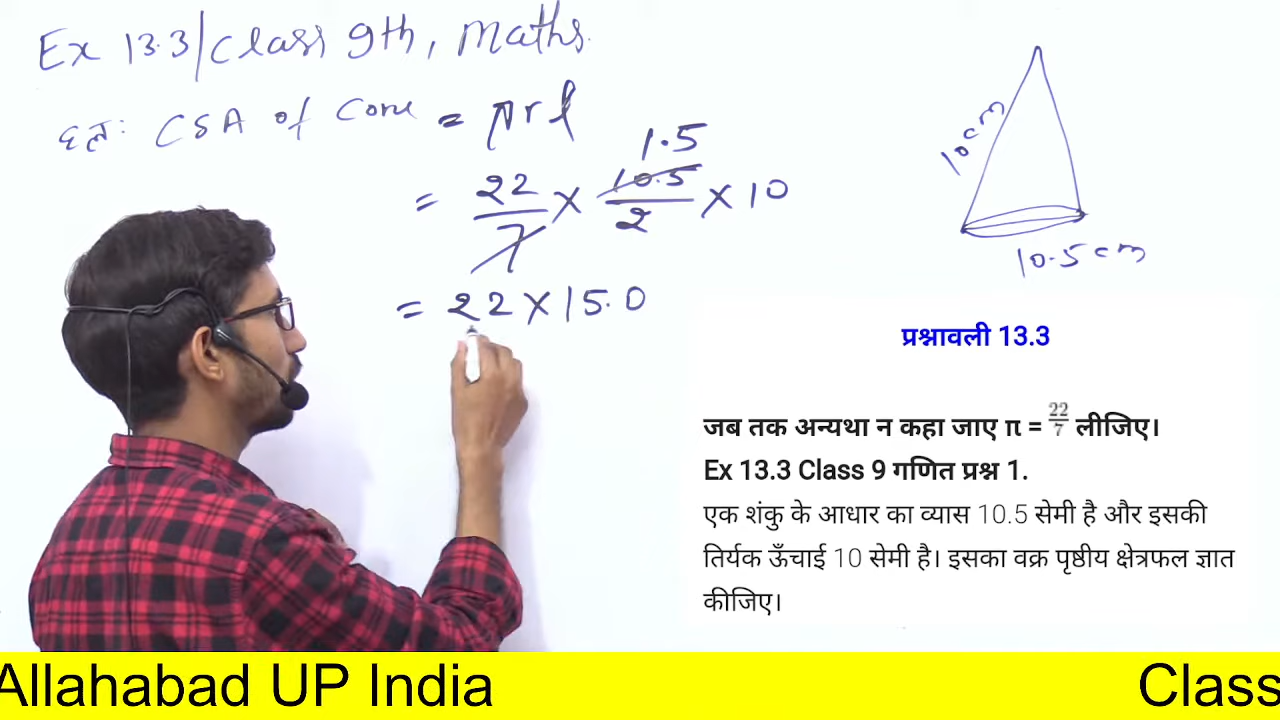 Ex 13.3/Class 9th, Maths.
हल: CSA of Cone = πrl
1.5
= 22/7 × 10.5/2 × 10
= 22 × 15.0
10cm
10.5cm
प्रश्नावली 13.3
जब तक अन्यथा न कहा जाए π = 22/7 लीजिए।
Ex 13.3 Class 9 गणित प्रश्न 1.
एक शंकु के आधार का व्यास 10.5 सेमी है और इसकी
तिर्यक ऊँचाई 10 सेमी है। इसका वक्र पृष्ठीय क्षेत्रफल ज्ञात
कीजिए।
Allahabad UP India Class